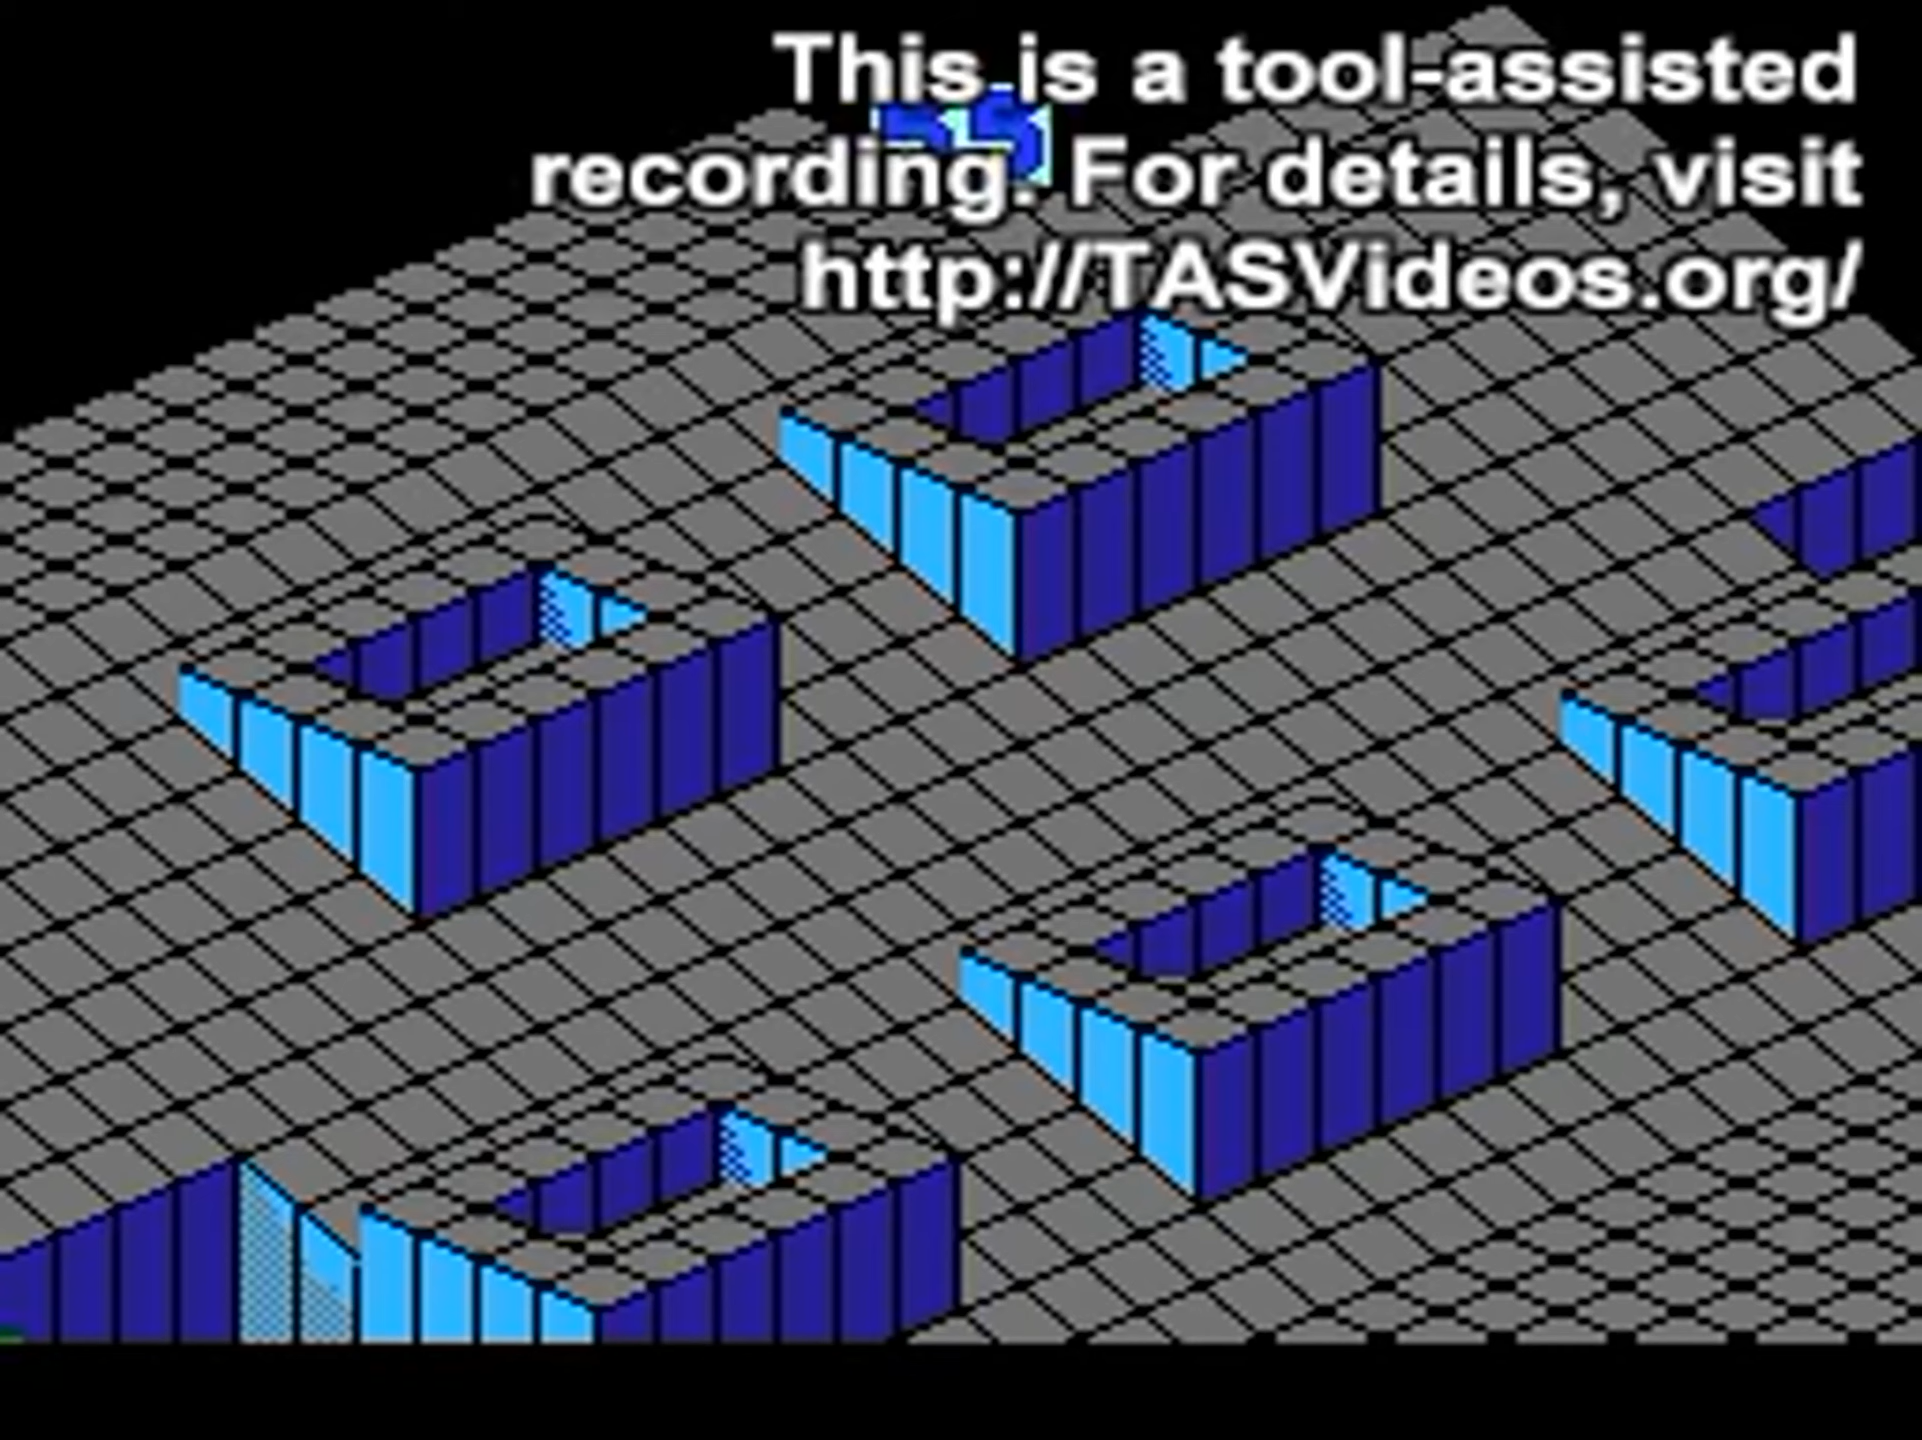 This is a tool-assisted
recording. For details, visit
http://TASVideos.org/